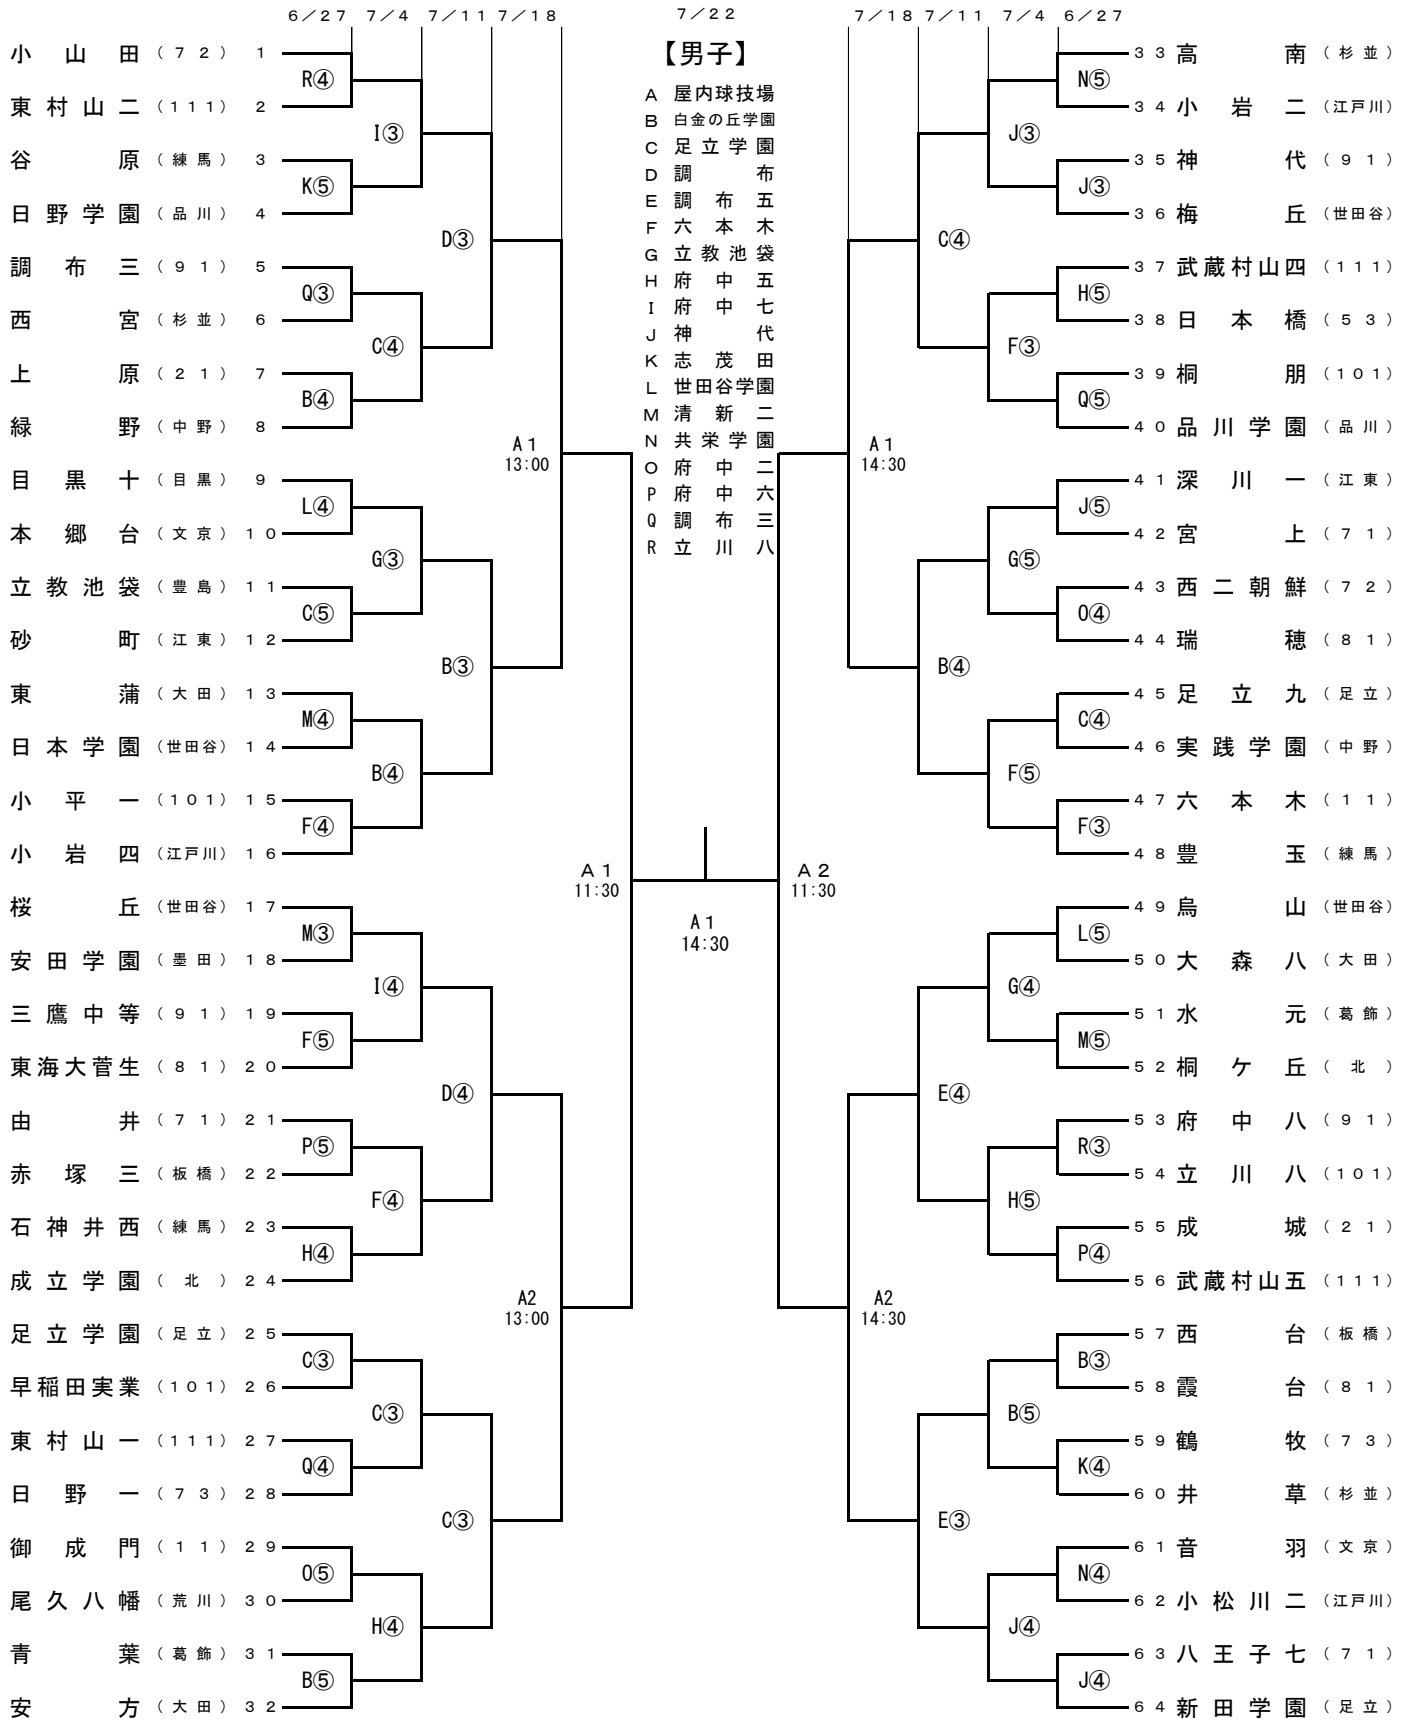 6/27 7/4 7/11 7/18 7/22 7/18 7/11 7/4 6/27
【男子】
A 屋内球技場
B 白金の丘学園
C 足立学園
D 調布
E 調布五
F 六本木
G 立教池袋
H 府中五
I 府中七
J 神代
K 志茂田
L 世田谷学園
M 清新二
N 共栄学園
O 府中二
P 府中六
Q 調布三
R 立川八
小山田 (72) 1
R④
東村山二 (111) 2
I③
谷原 (練馬) 3
K⑤
日野学園 (品川) 4
D③
調布三 (91) 5
Q③
西宮 (杉並) 6
C④
上原 (21) 7
B④
緑野 (中野) 8
A1
13:00
目黒十 (目黒) 9
L④
本郷台 (文京) 10
G③
立教池袋 (豊島) 11
C⑤
砂町 (江東) 12
B③
東蒲 (大田) 13
M④
日本学園 (世田谷) 14
B④
小平一 (101) 15
F④
小岩四 (江戸川) 16
A1
11:30
桜丘 (世田谷) 17
M③
安田学園 (墨田) 18
I④
三鷹中等 (91) 19
F⑤
東海大菅生 (81) 20
D④
由井 (71) 21
P⑤
赤塚三 (板橋) 22
F④
石神井西 (練馬) 23
H④
成立学園 (北) 24
A2
13:00
足立学園 (足立) 25
C③
早稲田実業 (101) 26
C③
東村山一 (111) 27
Q④
日野一 (73) 28
C③
御成門 (11) 29
O⑤
尾久八幡 (荒川) 30
H④
青葉 (葛飾) 31
B⑤
安方 (大田) 32
A1
14:30
33 高南 (杉並)
N⑤
34 小岩二 (江戸川)
J③
35 神代 (91)
J③
36 梅丘 (世田谷)
C④
37 武蔵村山四 (111)
H⑤
38 日本橋 (53)
F③
39 桐朋 (101)
Q⑤
40 品川学園 (品川)
A1
14:30
41 深川一 (江東)
J⑤
42 宮上 (71)
G⑤
43 西二朝鮮 (72)
O④
44 瑞穂 (81)
B④
45 足立九 (足立)
C④
46 実践学園 (中野)
F⑤
47 六本木 (11)
F③
48 豊玉 (練馬)
A2
11:30
49 烏山 (世田谷)
L⑤
50 大森八 (大田)
G④
51 水元 (葛飾)
M⑤
52 桐ケ丘 (北)
E④
53 府中八 (91)
R③
54 立川八 (101)
H⑤
55 成城 (21)
P④
56 武蔵村山五 (111)
A2
14:30
57 西台 (板橋)
B③
58 霞台 (81)
B⑤
59 鶴牧 (73)
K④
60 井草 (杉並)
E③
61 音羽 (文京)
N④
62 小松川二 (江戸川)
J④
63 八王子七 (71)
J④
64 新田学園 (足立)